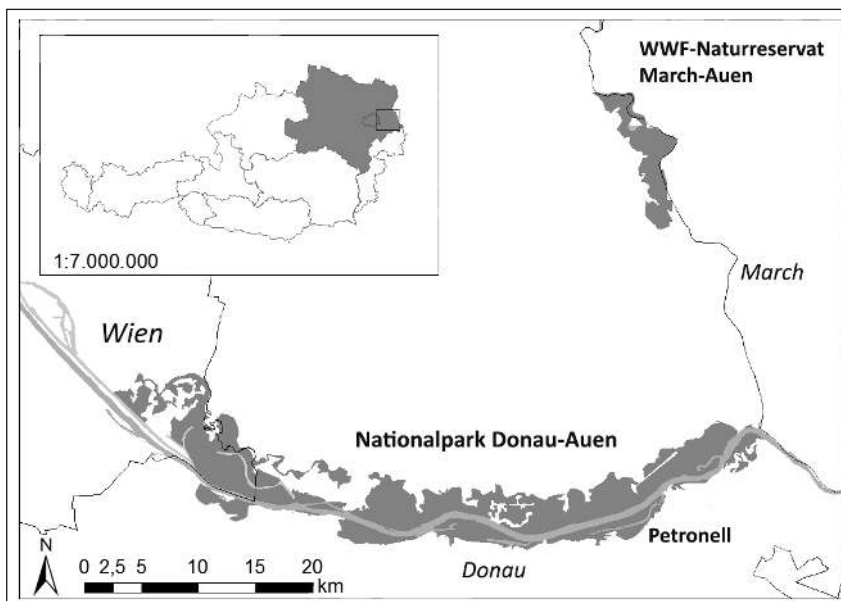 WWF-Naturreservat
March-Auen
1:7.000.000
March
Wien
Nationalpark Donau-Auen
Petronell
Donau
N
0 2,5 5 10 15 20
km